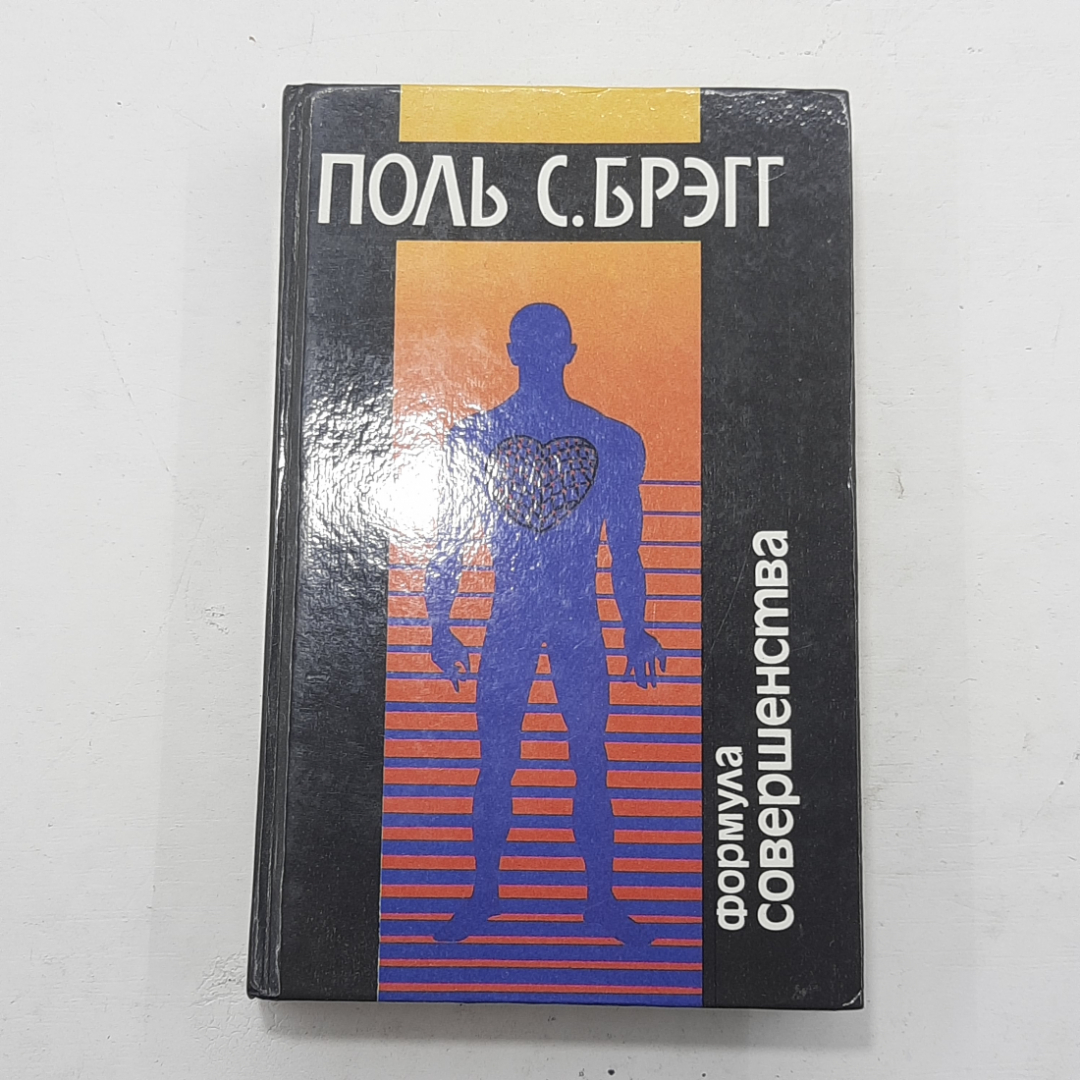 ПОЛЬ С.БРЭГГ
формула
совершенства